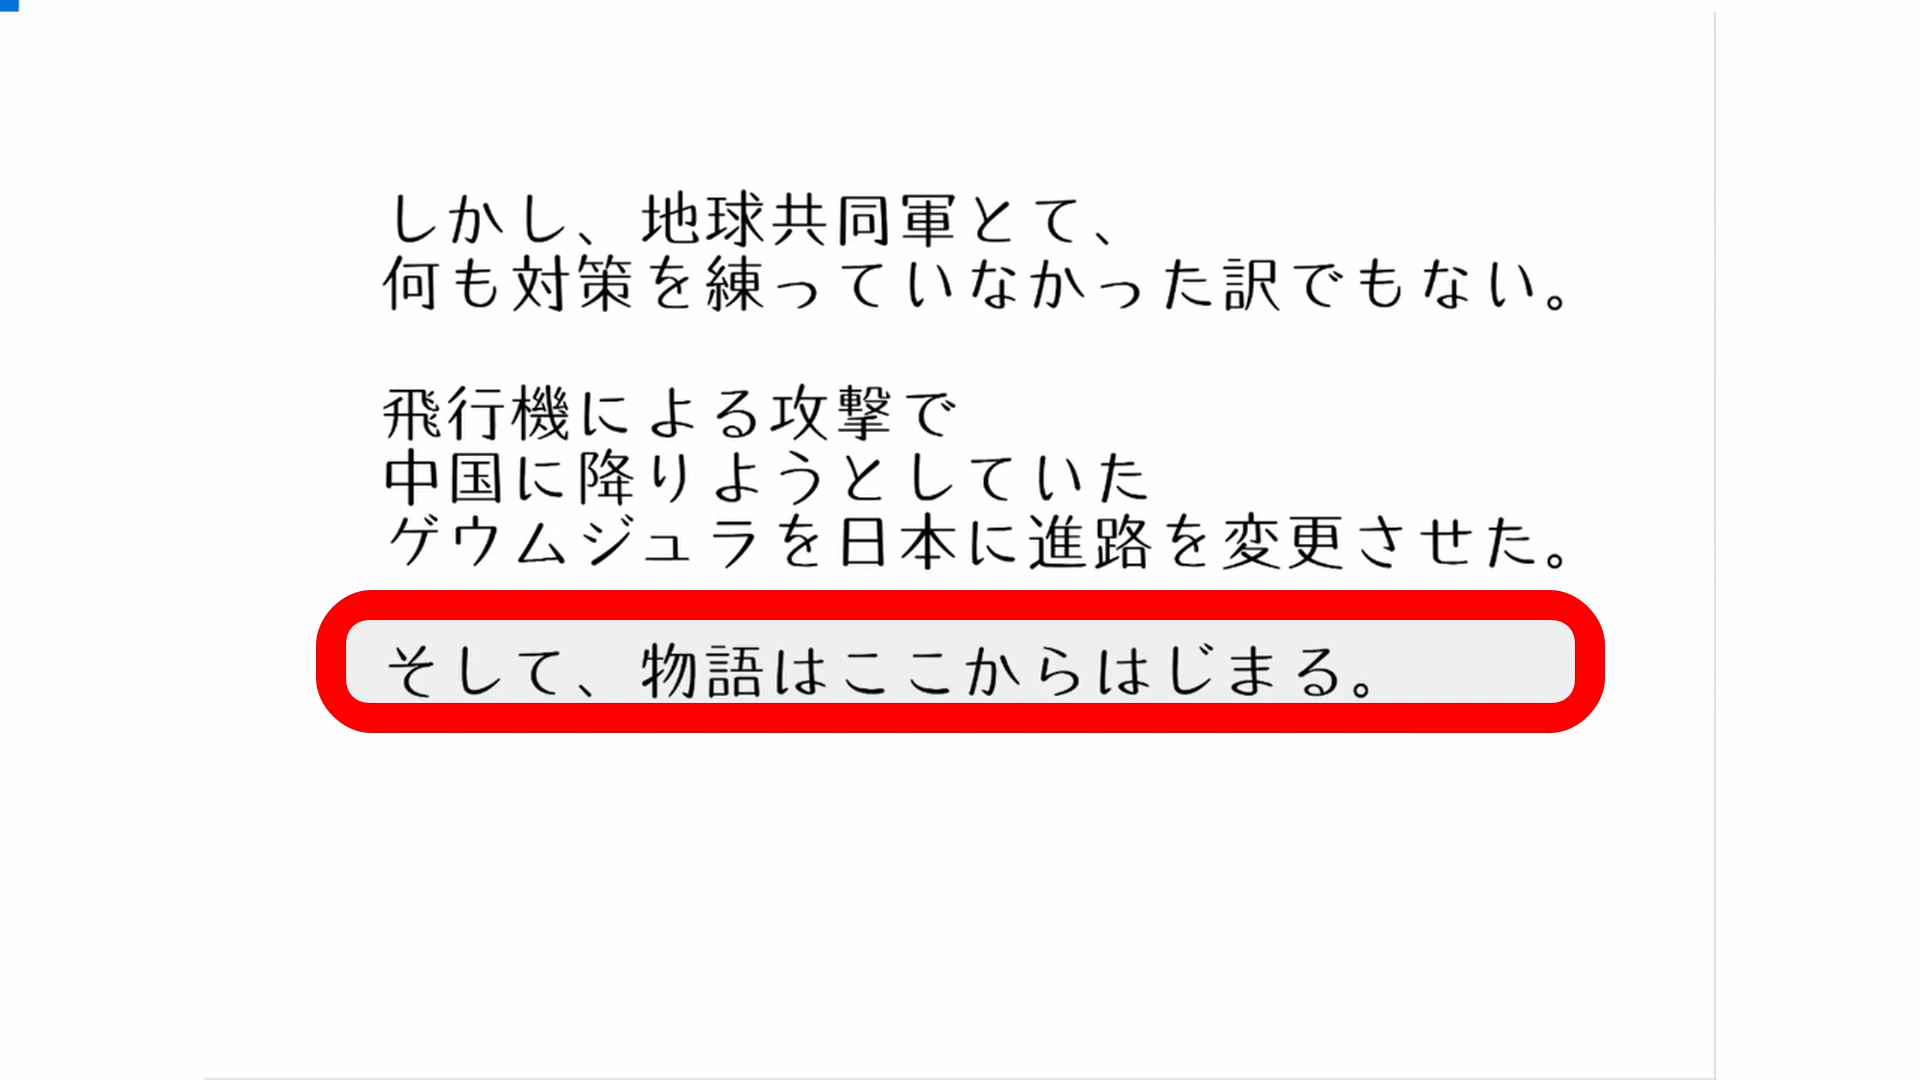 しかし、地球共同軍とて、
何も対策を練っていなかった訳でもない。
飛行機による攻撃で
中国に降りようとしていた
ゲウムジュラを日本に進路を変更させた。
そして、物語はここからはじまる。